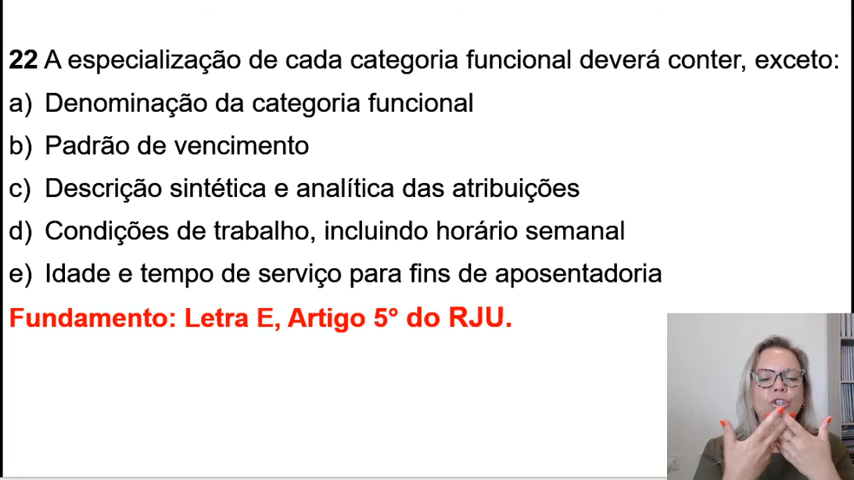 22 A especialização de cada categoria funcional deverá conter, exceto:
a) Denominação da categoria funcional
b) Padrão de vencimento
c) Descrição sintética e analítica das atribuições
d) Condições de trabalho, incluindo horário semanal
e) Idade e tempo de serviço para fins de aposentadoria
Fundamento: Letra E, Artigo 5° do RJU.